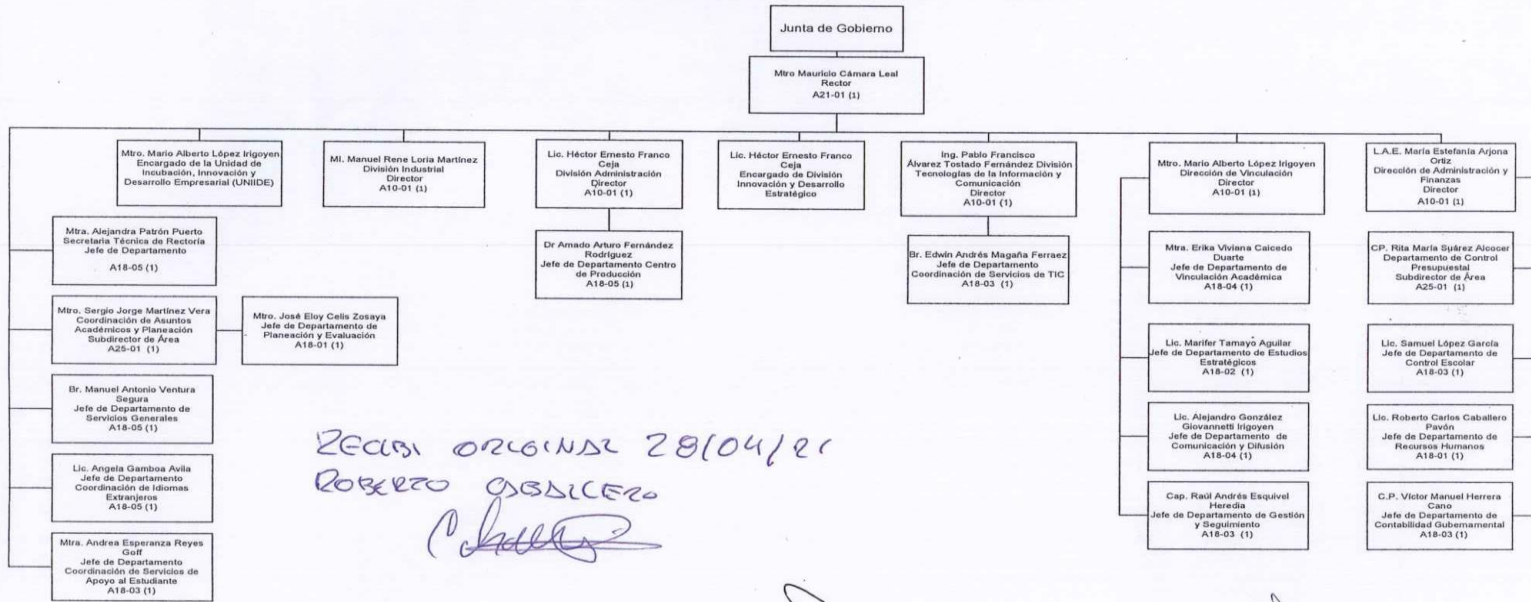 Junta de Gobierno
Mtro Mauricio Cámara Leal
Rector
A21-01 (1)
Mtro. Mario Alberto López Irigoyen
Encargado de la Unidad de
Incubación, Innovación y
Desarrollo Empresarial (UNIIDE)
MI. Manuel Rene Loria Martínez
División Industrial
Director
A10-01 (1)
Lic. Héctor Ernesto Franco
Ceja
División Administración
Director
A10-01 (1)
Lic. Héctor Ernesto Franco
Ceja
Encargado de División
Innovación y Desarrollo
Estratégico
Ing. Pablo Francisco
Álvarez Tostado Fernández División
Tecnologías de la Información y
Comunicación
Director
A10-01 (1)
Mtro. Mario Alberto López Irigoyen
Dirección de Vinculación
Director
A10-01 (1)
L.A.E. María Estefanía Arjona
Ortiz
Dirección de Administración y
Finanzas
Director
A10-01 (1)
Mtra. Alejandra Patrón Puerto
Secretaria Técnica de Rectoría
Jefe de Departamento
A18-05 (1)
Dr Amado Arturo Fernández
Rodríguez
Jefe de Departamento Centro
de Producción
A18-05 (1)
Br. Edwin Andrés Magaña Ferraez
Jefe de Departamento
Coordinación de Servicios de TIC
A18-03 (1)
Mtra. Erika Viviana Caicedo
Duarte
Jefe de Departamento de
Vinculación Académica
A18-04 (1)
CP. Rita María Suárez Alcocer
Departamento de Control
Presupuestal
Subdirector de Área
A25-01 (1)
Mtro. Sergio Jorge Martínez Vera
Coordinación de Asuntos
Académicos y Planeación
Subdirector de Área
A25-01 (1)
Mtro. José Eloy Celis Zosaya
Jefe de Departamento de
Planeación y Evaluación
A18-01 (1)
Lic. Marifer Tamayo Aguilar
Jefe de Departamento de Estudios
Estratégicos
A18-02 (1)
Lic. Samuel López García
Jefe de Departamento de
Control Escolar
A18-03 (1)
Br. Manuel Antonio Ventura
Segura
Jefe de Departamento de
Servicios Generales
A18-05 (1)
Lic. Alejandro González
Giovannetti Irigoyen
Jefe de Departamento de
Comunicación y Difusión
A18-04 (1)
Lic. Roberto Carlos Caballero
Pavón
Jefe de Departamento de
Recursos Humanos
A18-01 (1)
Lic. Angela Gamboa Avila
Jefe de Departamento
Coordinación de Idiomas
Extranjeros
A18-05 (1)
Cap. Raúl Andrés Esquivel
Heredia
Jefe de Departamento de Gestión
y Seguimiento
A18-03 (1)
C.P. Víctor Manuel Herrera
Cano
Jefe de Departamento de
Contabilidad Gubernamental
A18-03 (1)
Mtra. Andrea Esperanza Reyes
Goff
Jefe de Departamento
Coordinación de Servicios de
Apoyo al Estudiante
A18-03 (1)
RECIBI ORIGINAL 28/04/21
ROBERTO CABALLERO